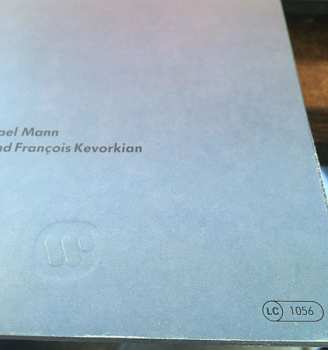 ael Mann
nd François Kevorkian
LC 1056